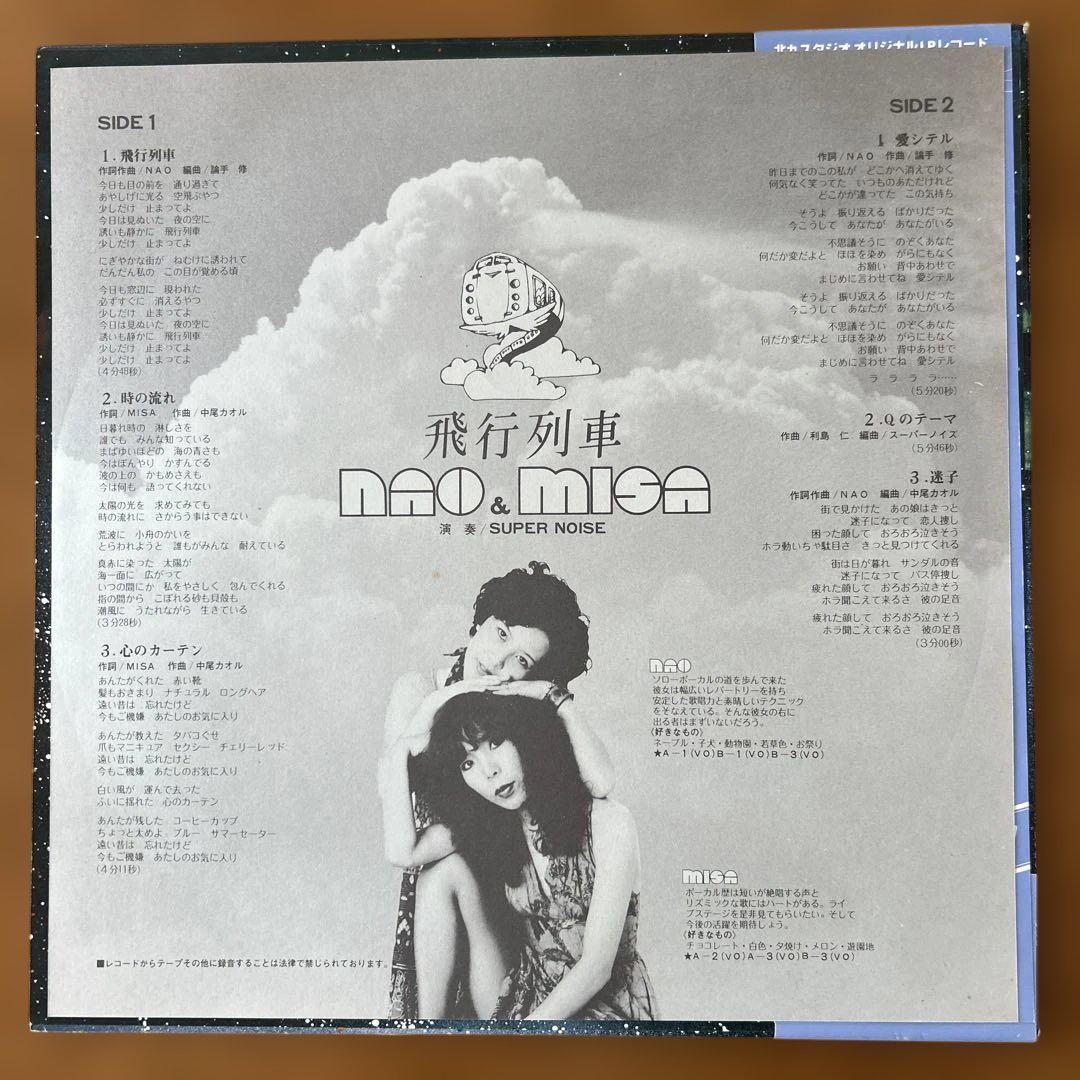 北カスタジオオリジナルLPレコード
SIDE 1
1. 飛行列車
作詞作曲/NAO 編曲/論手 修
今日も目の前を 通り過ぎて
あやしげに光る 空飛ぶやつ
少しだけ 止まってよ
今日は見ぬいた 夜の空に
誘いも静かに 飛行列車
少しだけ 止まってよ
にぎやかな街が ねむけに誘われて
だんだん私の この目が覚める頃
今日も窓辺に 現われた
必ずすぐに 消えるやつ
少しだけ 止まってよ
今日は見ぬいた 夜の空に
誘いも静かに 飛行列車
少しだけ 止まってよ
少しだけ 止まってよ
(4分48秒)
2. 時の流れ
作詞/MISA 作曲/中尾カオル
日暮れ時の 淋しさを
誰でも みんな知っている
まばゆいほどの 海の青さも
今はぼんやり かすんでる
波の上の かもめさえも
今は何も 語ってくれない
太陽の光を 求めてみても
時の流れに さからう事はできない
荒波に 小舟のかいを
とらわれようと 誰もがみんな 耐えている
真赤に染った 太陽が
海一面に 広がって
いつの間にか 私をやさしく 包んでくれる
指の間から こぼれる砂も貝殻も
潮風に うたれながら 生きている
(3分28秒)
3. 心のカーテン
作詞/MISA 作曲/中尾カオル
あんたがくれた 赤い靴
髪もおきまり ナチュラル ロングヘア
遠い昔は 忘れたけど
今もご機嫌 あたしのお気に入り
あんたが教えた タバコぐせ
爪もマニキュア セクシー チェリーレッド
遠い昔は 忘れたけど
今もご機嫌 あたしのお気に入り
白い風が 運んで去った
ふいに揺れた 心のカーテン
あんたが残した コーヒーカップ
ちょっと太めよ ブルー サマーセーター
遠い昔は 忘れたけど
今もご機嫌 あたしのお気に入り
(4分11秒)
■レコードからテープその他に録音することは法律で禁じられております。
飛行列車
NAO & MISA
演奏/SUPER NOISE
SIDE 2
1. 愛シテル
作詞/NAO 作曲/論手 修
昨日までのこの私が どこかへ消えてゆく
何気なく笑ってた いつものあなただけれど
どこかが違ってた この気持ち
そうよ 振り返える ばかりだった
今こうして あなたが あなたがいる
不思議そうに のぞくあなた
何だか変だよと ほほを染め がらにもなく
お願い 背中あわせで
まじめに言わせてね 愛シテル
そうよ 振り返える ばかりだった
今こうして あなたが あなたがいる
不思議そうに のぞくあなた
何だか変だよと ほほを染め がらにもなく
お願い 背中あわせで
まじめに言わせてね 愛シテル
ラ ラ ラ ラ……
(5分20秒)
2. Qのテーマ
作曲/利島 仁 編曲/スーパーノイズ
(5分46秒)
3. 迷子
作詞作曲/NAO 編曲/中尾カオル
街で見かけた あの娘はきっと
迷子になって 恋人捜し
困った顔して おろおろ泣きそう
ホラ動いちゃ駄目さ きっと見つけてくれる
街は日が暮れ サンダルの音
迷子になって バス停捜し
疲れた顔して おろおろ泣きそう
ホラ聞こえて来るさ 彼の足音
疲れた顔して おろおろ泣きそう
ホラ聞こえて来るさ 彼の足音
(3分00秒)
NAO
ソローボーカルの道を歩んで来た
彼女は幅広いレパートリーを持ち
安定した歌唱力と素晴しいテクニック
をそなえている。そんな彼女の右に
出る者はまずいないだろう。
〈好きなもの〉
ネーブル・子犬・動物園・若草色・お祭り
★A-1(VO)B-1(VO)B-3(VO)
MISA
ボーカル歴は短いが絶唱する声と
リズミックな歌にはハートがある。ライ
ブステージを是非見てもらいたい。そして
今後の活躍を期待しよう。
〈好きなもの〉
チョコレート・白色・夕焼け・メロン・遊園地
★A-2(VO)A-3(VO)B-3(VO)